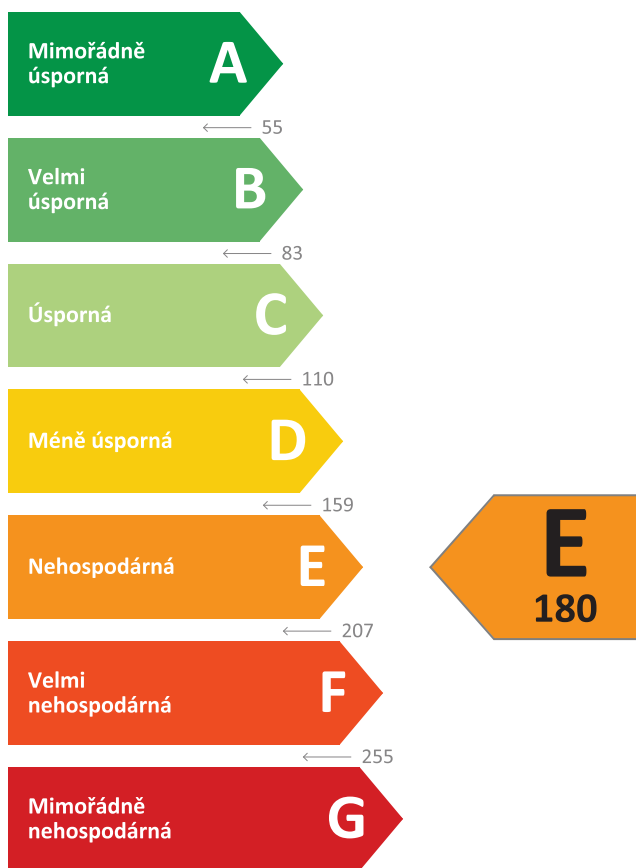 Mimořádně
úsporná
A
55
Velmi
úsporná
B
83
Úsporná
C
110
Méně úsporná
D
159
Nehospodárná
E
207
E
180
Velmi
nehospodárná
F
255
Mimořádně
nehospodárná
G